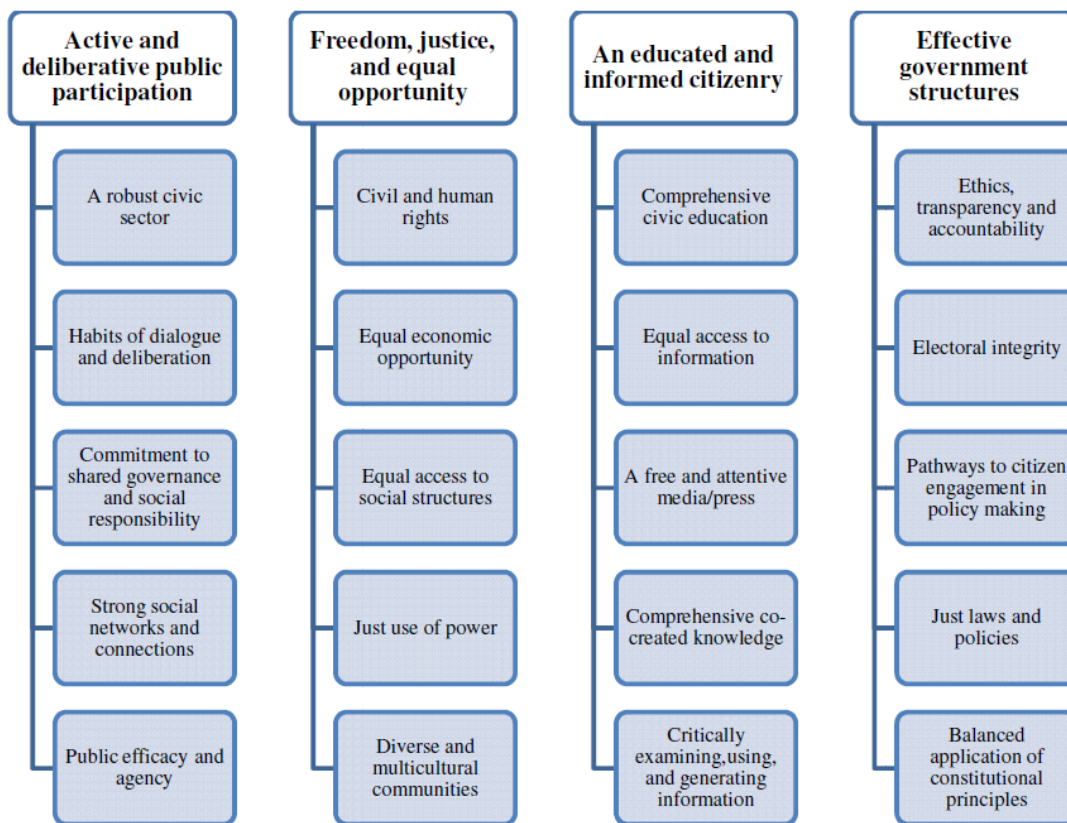 Active and
deliberative public
participation
A robust civic
sector
Habits of dialogue
and deliberation
Commitment to
shared governance
and social
responsibility
Strong social
networks and
connections
Public efficacy and
agency
Freedom, justice,
and equal
opportunity
Civil and human
rights
Equal economic
opportunity
Equal access to
social structures
Just use of power
Diverse and
multicultural
communities
An educated and
informed citizenry
Comprehensive
civic education
Equal access to
information
A free and attentive
media/press
Comprehensive co-
created knowledge
Critically
examining,using,
and generating
information
Effective
government
structures
Ethics,
transparency and
accountability
Electoral integrity
Pathways to citizen
engagement in
policy making
Just laws and
policies
Balanced
application of
constitutional
principles